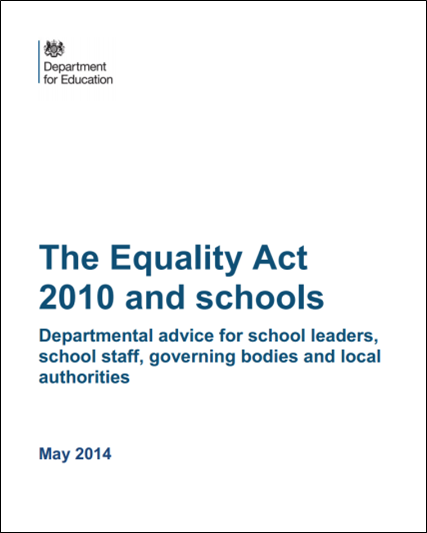 Department
for Education
The Equality Act
2010 and schools
Departmental advice for school leaders,
school staff, governing bodies and local
authorities
May 2014